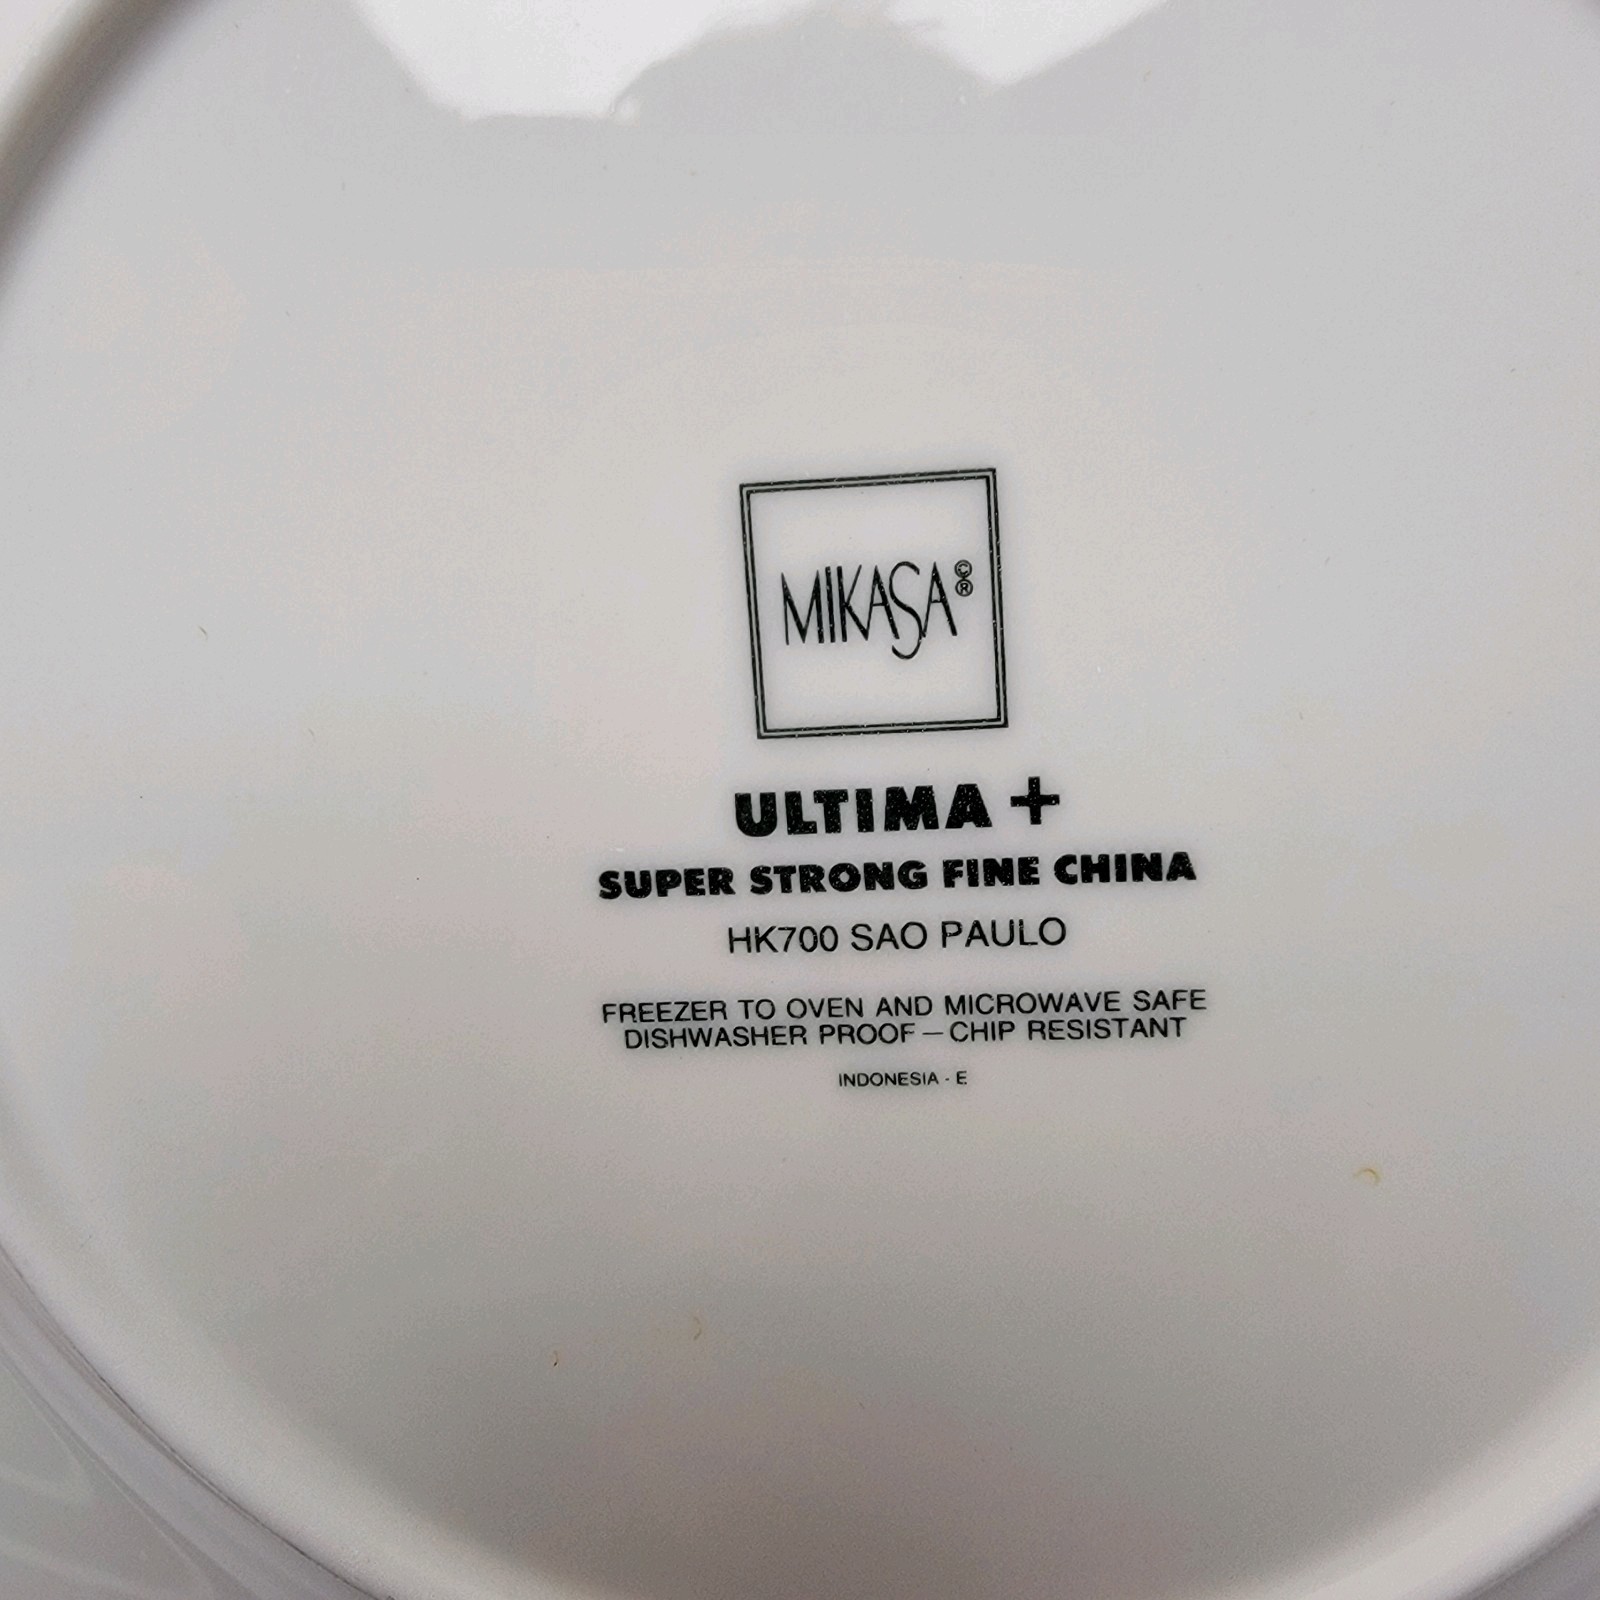 MIKASA©®
ULTIMA +
SUPER STRONG FINE CHINA
HK700 SAO PAULO
FREEZER TO OVEN AND MICROWAVE SAFE
DISHWASHER PROOF — CHIP RESISTANT
INDONESIA - E